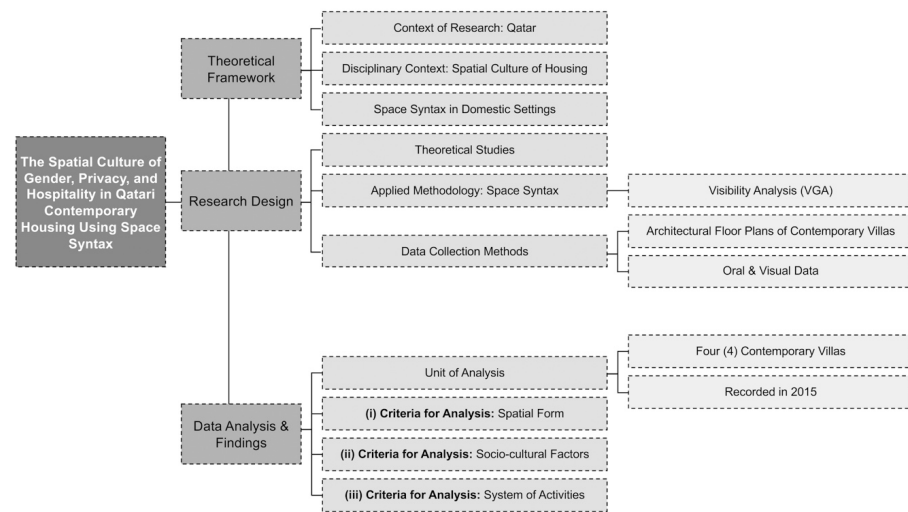 The Spatial Culture of
Gender, Privacy, and
Hospitality in Qatari
Contemporary
Housing Using Space
Syntax
Theoretical
Framework
Context of Research: Qatar
Disciplinary Context: Spatial Culture of Housing
Space Syntax in Domestic Settings
Research Design
Theoretical Studies
Applied Methodology: Space Syntax
Visibility Analysis (VGA)
Data Collection Methods
Architectural Floor Plans of Contemporary Villas
Oral & Visual Data
Data Analysis &
Findings
Unit of Analysis
Four (4) Contemporary Villas
Recorded in 2015
(i) Criteria for Analysis: Spatial Form
(ii) Criteria for Analysis: Socio-cultural Factors
(iii) Criteria for Analysis: System of Activities